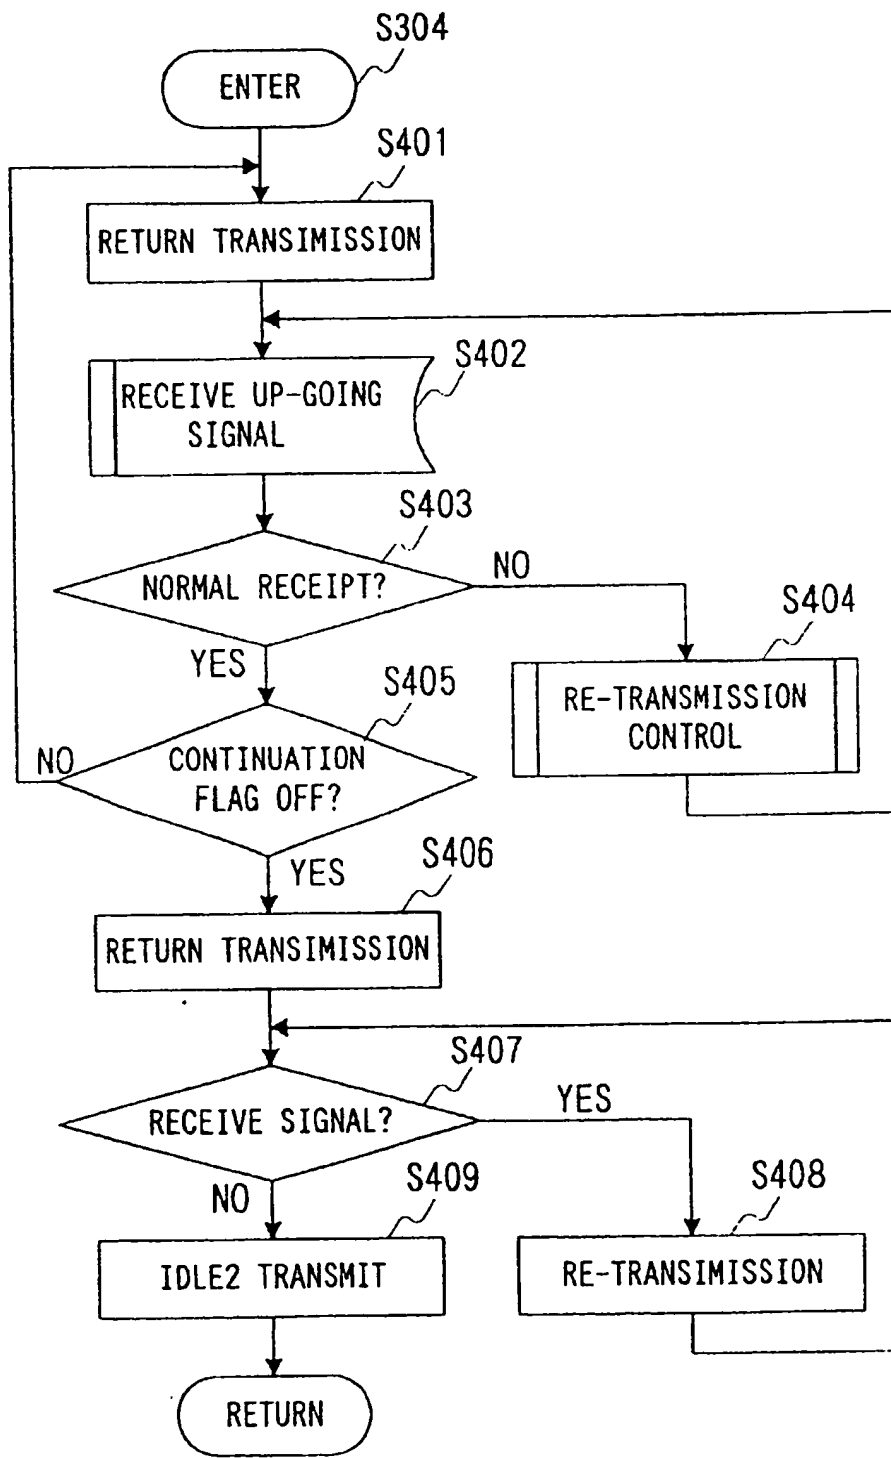 S304
ENTER
S401
RETURN TRANSIMISSION
S402
RECEIVE UP-GOING
SIGNAL
S403
NORMAL RECEIPT?
NO
YES
S404
RE-TRANSMISSION
CONTROL
S405
CONTINUATION
FLAG OFF?
NO
YES
S406
RETURN TRANSIMISSION
S407
RECEIVE SIGNAL?
YES
NO
S408
RE-TRANSIMISSION
S409
IDLE2 TRANSMIT
RETURN